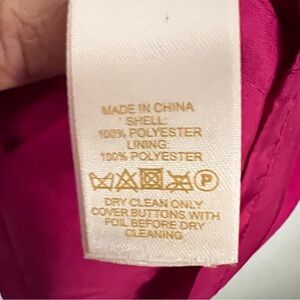 MADE IN CHINA
SHELL:
100% POLYESTER
LINING:
100% POLYESTER
P
DRY CLEAN ONLY
COVER BUTTONS WITH
FOIL BEFORE DRY
CLEANING